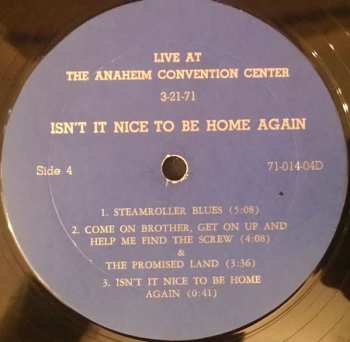 LIVE AT
THE ANAHEIM CONVENTION CENTER
3-21-71
ISN'T IT NICE TO BE HOME AGAIN
Side 4 71-014-04D
1. STEAMROLLER BLUES (5:08)
2. COME ON BROTHER, GET ON UP AND
HELP ME FIND THE SCREW (4:08)
&
THE PROMISED LAND (3:36)
3. ISN'T IT NICE TO BE HOME
AGAIN (0:41)